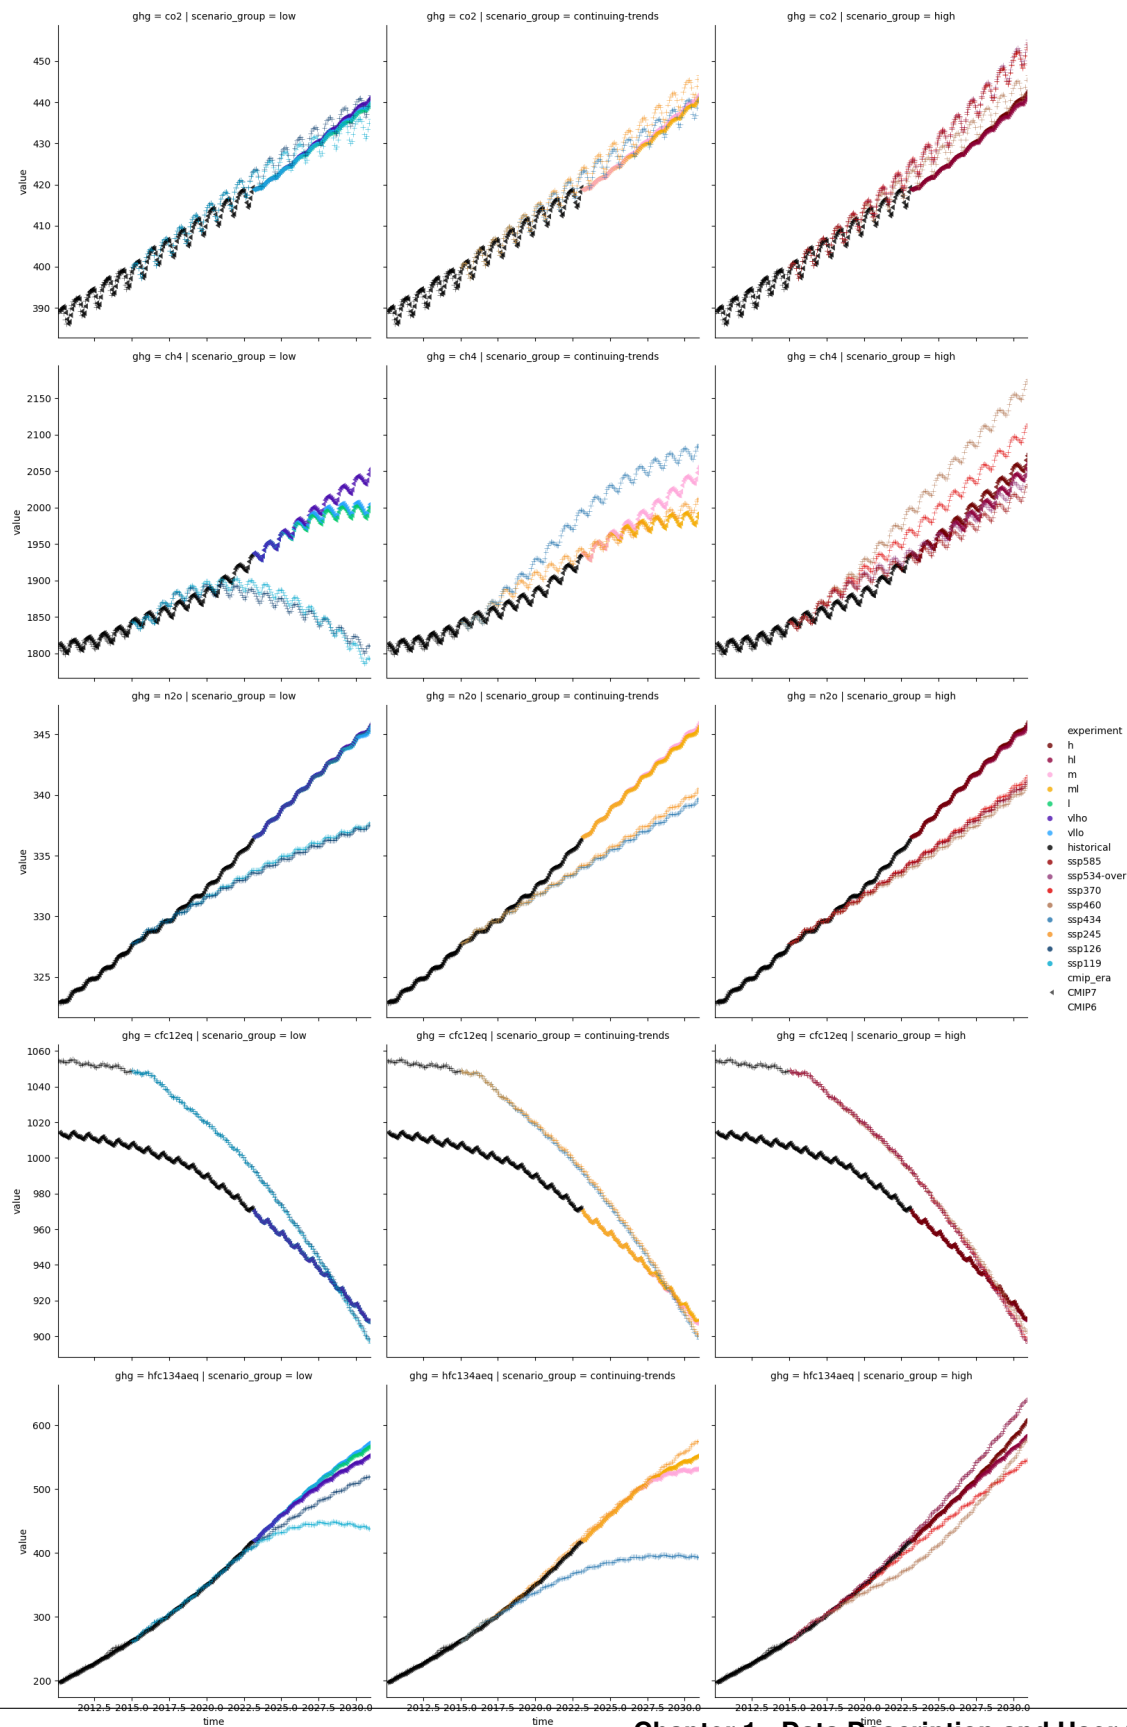 ghg = co2 | scenario_group = low
ghg = co2 | scenario_group = continuing-trends
ghg = co2 | scenario_group = high
450
440
430
420
410
400
390
value
ghg = ch4 | scenario_group = low
ghg = ch4 | scenario_group = continuing-trends
ghg = ch4 | scenario_group = high
2150
2100
2050
2000
1950
1900
1850
1800
value
ghg = n2o | scenario_group = low
ghg = n2o | scenario_group = continuing-trends
ghg = n2o | scenario_group = high
345
340
335
330
325
value
experiment
h
hl
m
ml
l
vlho
vllo
historical
ssp585
ssp534-over
ssp370
ssp460
ssp434
ssp245
ssp126
ssp119
cmip_era
CMIP7
CMIP6
ghg = cfc12eq | scenario_group = low
ghg = cfc12eq | scenario_group = continuing-trends
ghg = cfc12eq | scenario_group = high
1060
1040
1020
1000
980
960
940
920
900
value
ghg = hfc134aeq | scenario_group = low
ghg = hfc134aeq | scenario_group = continuing-trends
ghg = hfc134aeq | scenario_group = high
600
500
400
300
200
value
2012.5 2015.0 2017.5 2020.0 2022.5 2025.0 2027.5 2030.0
2012.5 2015.0 2017.5 2020.0 2022.5 2025.0 2027.5 2030.0
2012.5 2015.0 2017.5 2020.0 2022.5 2025.0 2027.5 2030.0
time
time
time